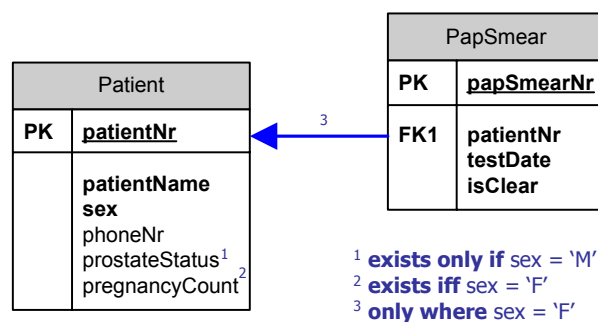 Patient
PK patientNr
patientName
sex
phoneNr
prostateStatus¹
pregnancyCount²
3
PapSmear
PK papSmearNr
FK1 patientNr
testDate
isClear
¹ exists only if sex = ‘M’
² exists iff sex = ‘F’
³ only where sex = ‘F’